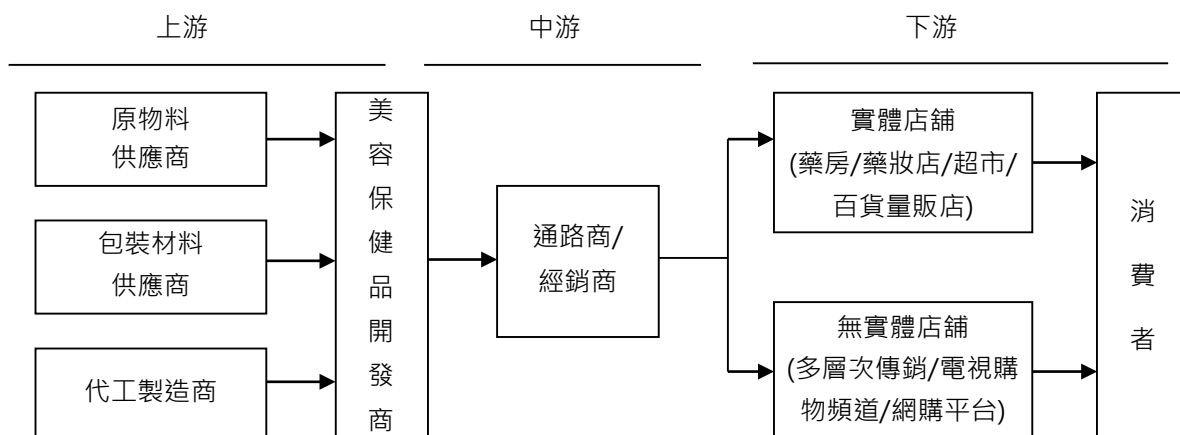 上游
中游
下游
原物料
供應商
包裝材料
供應商
代工製造商
美
容
保
健
品
開
發
商
通路商/
經銷商
實體店舖
(藥房/藥妝店/超市/
百貨量販店)
無實體店舖
(多層次傳銷/電視購
物頻道/網購平台)
消
費
者